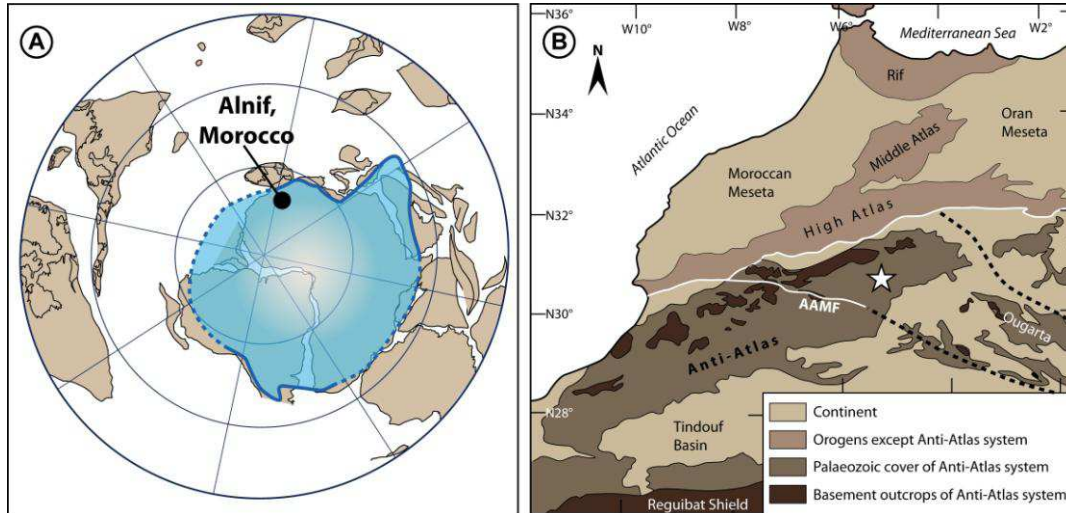 A
Alnif,
Morocco
B
N36°
W10°
W8°
W6°
W2°
Mediterranean Sea
N
Rif
N34°
Atlantic Ocean
Oran
Meseta
Middle Atlas
Moroccan
Meseta
N32°
High Atlas
AAMF
N30°
Ougarta
Anti-Atlas
N28°
Tindouf
Basin
Reguibat Shield
Continent
Orogens except Anti-Atlas system
Palaeozoic cover of Anti-Atlas system
Basement outcrops of Anti-Atlas system